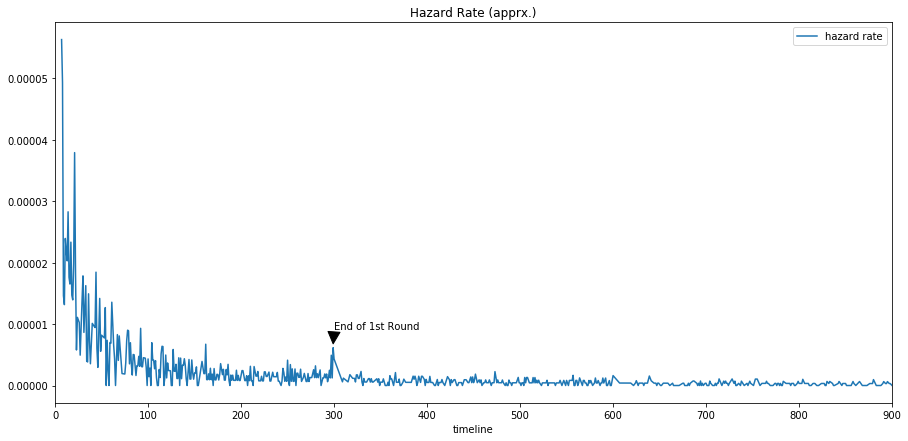 Hazard Rate (apprx.)
hazard rate
0.00005
0.00004
0.00003
0.00002
End of 1st Round
0.00001
0.00000
0 100 200 300 400 500 600 700 800 900
timeline